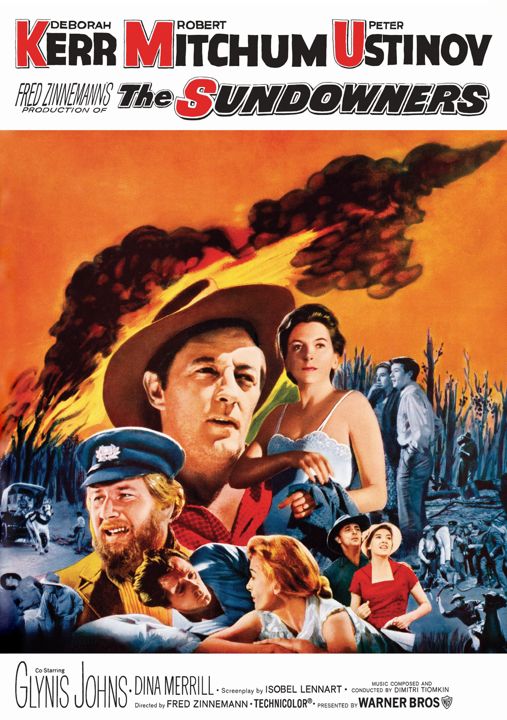 DEBORAH ROBERT PETER
KERR MITCHUM USTINOV
FRED ZINNEMANN'S
PRODUCTION OF
The SUNDOWNERS
Co Starring
GLYNIS JOHNS · DINA MERRILL · Screenplay by ISOBEL LENNART · MUSIC COMPOSED AND
CONDUCTED BY DIMITRI TIOMKIN
Directed by FRED ZINNEMANN · TECHNICOLOR® · PRESENTED BY WARNER BROS